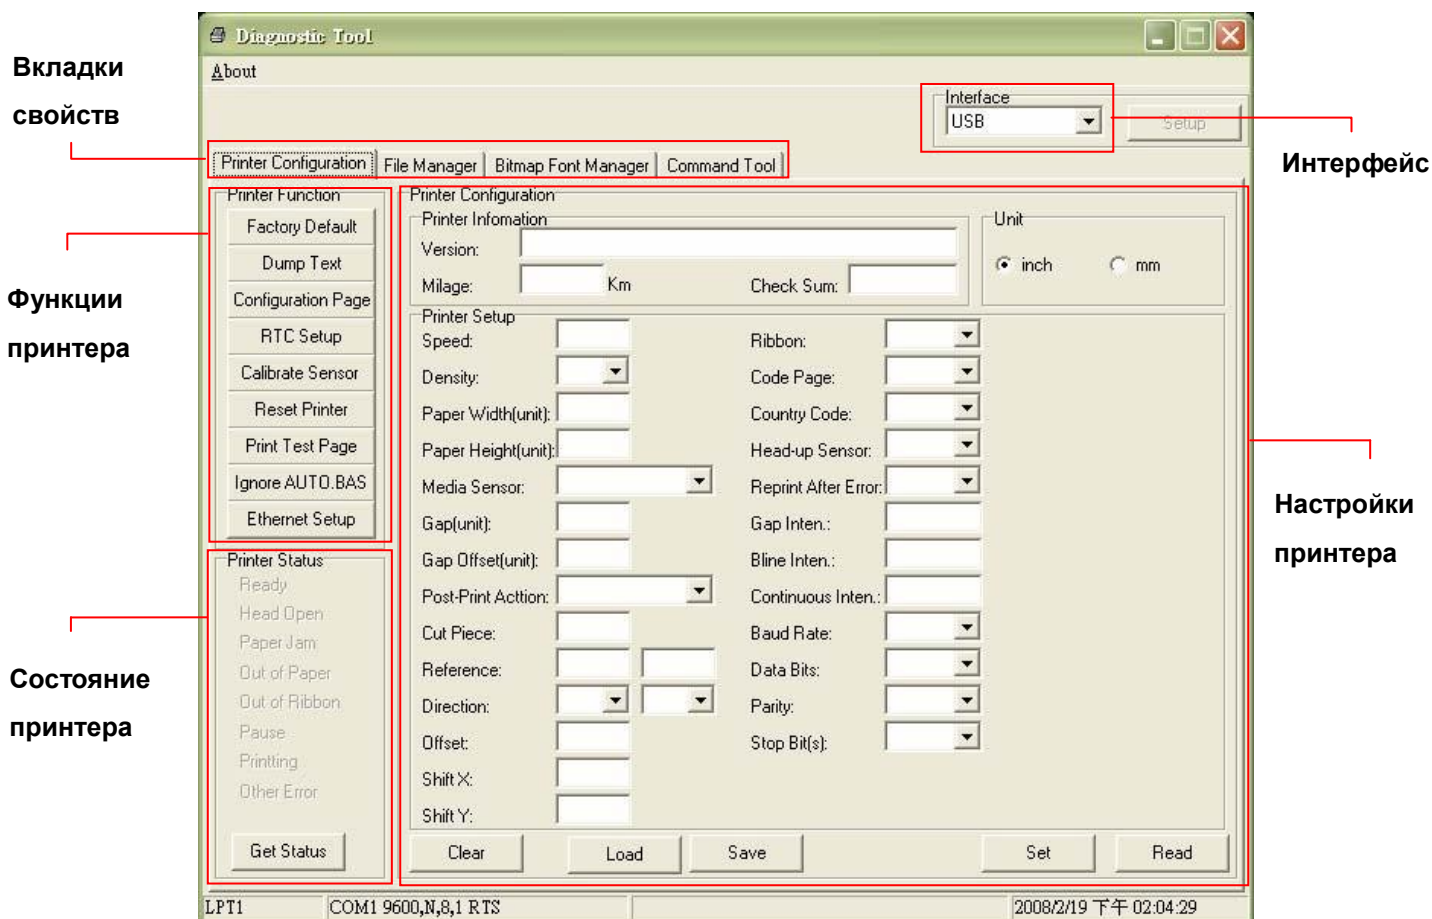 Diagnostic Tool
About
Вкладки
свойств
Interface
USB
Setup
Интерфейс
Printer Configuration
File Manager
Bitmap Font Manager
Command Tool
Printer Function
Factory Default
Dump Text
Configuration Page
RTC Setup
Calibrate Sensor
Reset Printer
Print Test Page
Ignore AUTO.BAS
Ethernet Setup
Функции
принтера
Printer Status
Ready
Head Open
Paper Jam
Out of Paper
Out of Ribbon
Pause
Printting
Other Error
Get Status
Состояние
принтера
Printer Configuration
Printer Infomation
Version:
Milage: Km Check Sum:
Unit
inch mm
Printer Setup
Speed: Ribbon:
Density: Code Page:
Paper Width(unit): Country Code:
Paper Height(unit): Head-up Sensor:
Media Sensor: Reprint After Error:
Gap(unit): Gap Inten.:
Gap Offset(unit): Bline Inten.:
Post-Print Acttion: Continuous Inten.:
Cut Piece: Baud Rate:
Reference: Data Bits:
Direction: Parity:
Offset: Stop Bit(s):
Shift X:
Shift Y:
Clear Load Save Set Read
Настройки
принтера
LPT1 COM1 9600,N,8,1 RTS 2008/2/19 下午 02:04:29